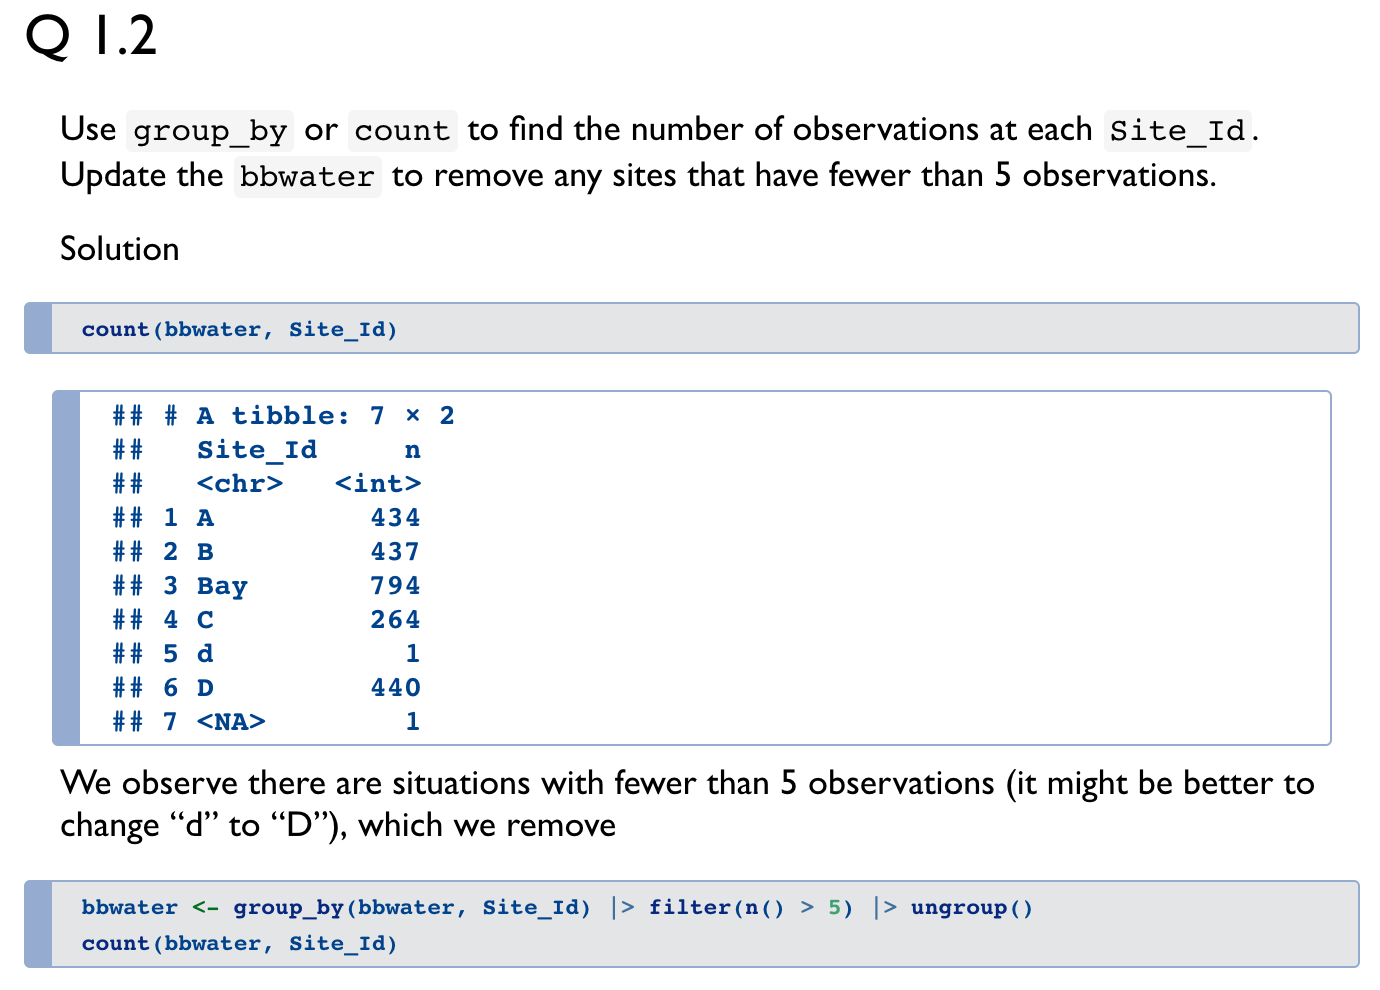 Q 1.2
Use group_by or count to find the number of observations at each Site_Id.
Update the bbwater to remove any sites that have fewer than 5 observations.
Solution
count(bbwater, Site_Id)
## # A tibble: 7 × 2
##   Site_Id     n
##   <chr>   <int>
## 1 A         434
## 2 B         437
## 3 Bay       794
## 4 C         264
## 5 d           1
## 6 D         440
## 7 <NA>        1
We observe there are situations with fewer than 5 observations (it might be better to
change “d” to “D”), which we remove
bbwater <- group_by(bbwater, Site_Id) |> filter(n() > 5) |> ungroup()
count(bbwater, Site_Id)